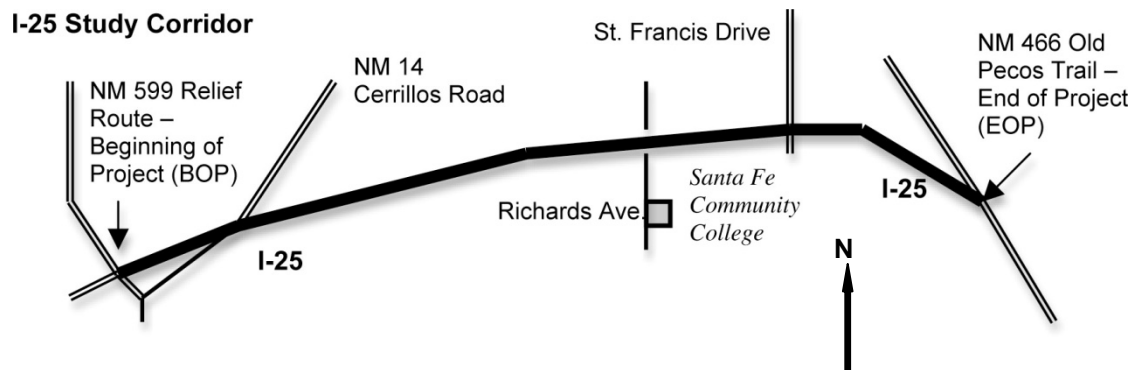 I-25 Study Corridor
NM 599 Relief
Route –
Beginning of
Project (BOP)
NM 14
Cerrillos Road
I-25
St. Francis Drive
Richards Ave.
Santa Fe
Community
College
NM 466 Old
Pecos Trail –
End of Project
(EOP)
I-25
N